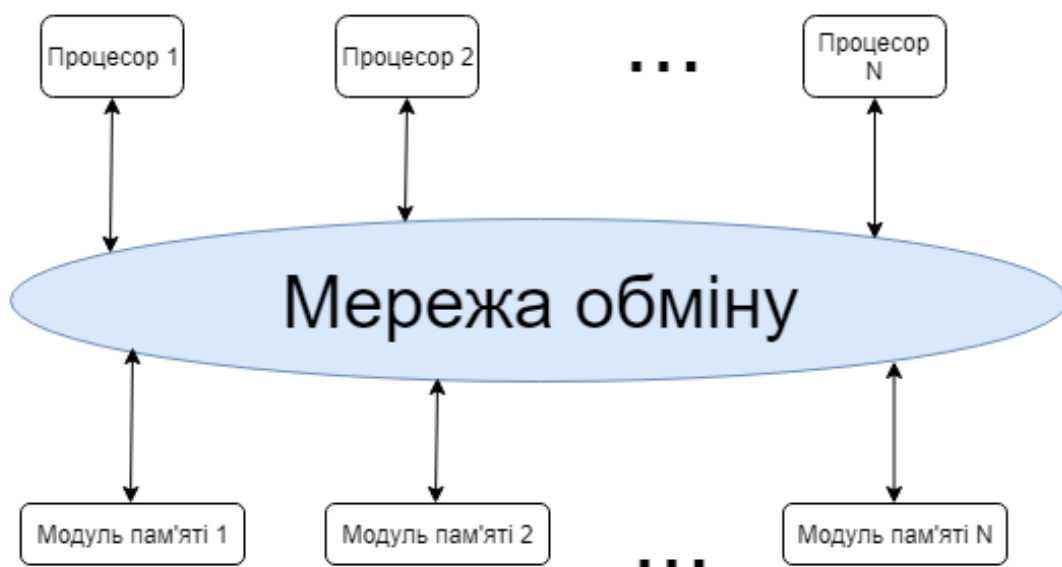 Процесор 1
Процесор 2
...
Процесор
N
Мережа обміну
Модуль пам'яті 1
Модуль пам'яті 2
...
Модуль пам'яті N